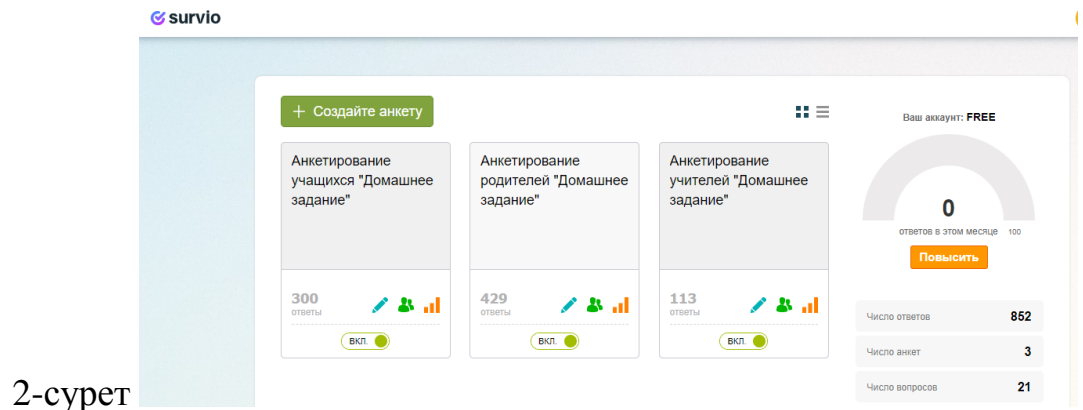 survio
+ Создайте анкету
Ваш аккаунт: FREE
Анкетирование
учащихся "Домашнее
задание"
Анкетирование
родителей "Домашнее
задание"
Анкетирование
учителей "Домашнее
задание"
0
ответов в этом месяце 100
Повысить
300
ответы
429
ответы
113
ответы
ВКЛ.
ВКЛ.
ВКЛ.
Число ответов 852
Число анкет 3
Число вопросов 21
2-сурет